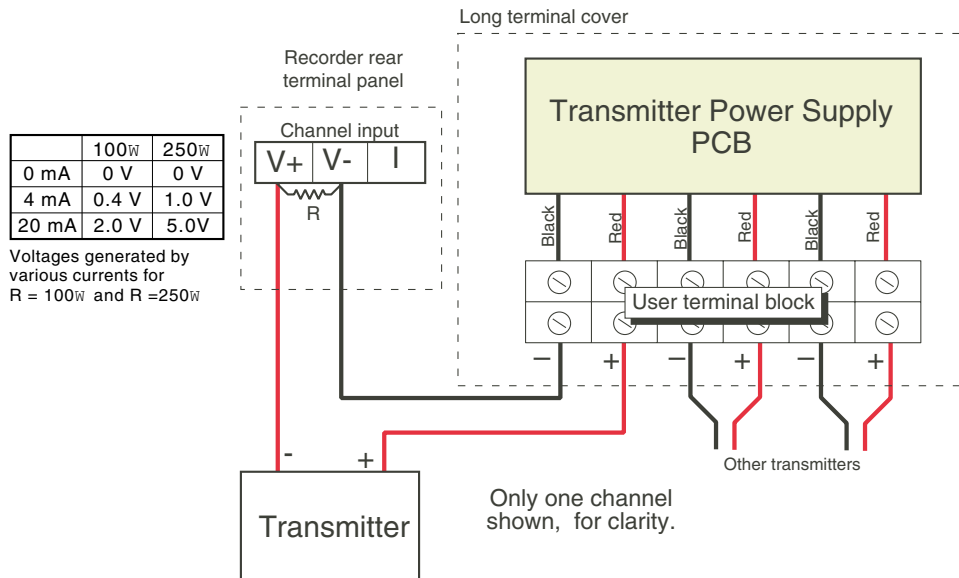 Long terminal cover
Recorder rear
terminal panel
Channel input
V+ V- I
R
100W 250W
0 mA 0 V 0 V
4 mA 0.4 V 1.0 V
20 mA 2.0 V 5.0V
Voltages generated by
various currents for
R = 100W and R =250W
Transmitter Power Supply
PCB
Black Red Black Red Black Red
User terminal block
− + − + − +
Other transmitters
- +
Transmitter
Only one channel
shown, for clarity.